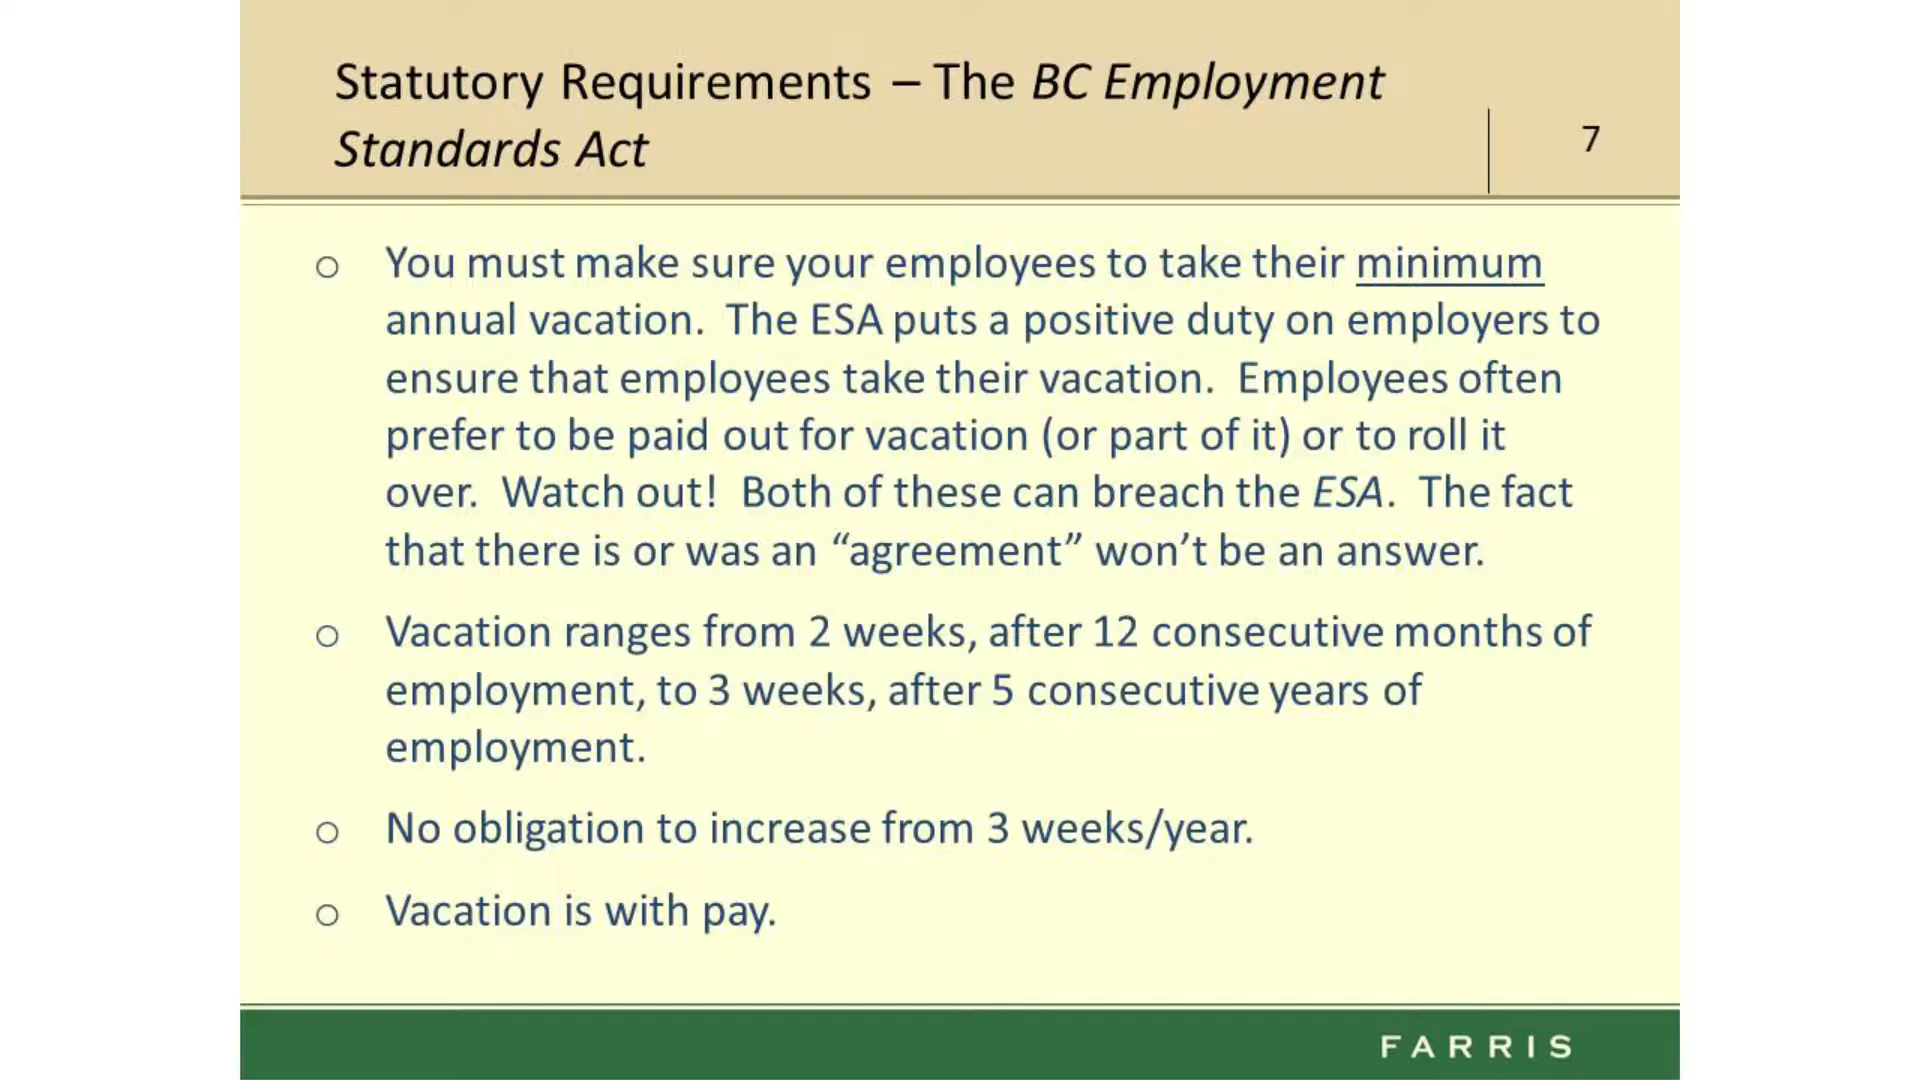 Statutory Requirements – The BC Employment
Standards Act
7
o You must make sure your employees to take their minimum
annual vacation.  The ESA puts a positive duty on employers to
ensure that employees take their vacation.  Employees often
prefer to be paid out for vacation (or part of it) or to roll it
over.  Watch out!  Both of these can breach the ESA.  The fact
that there is or was an “agreement” won’t be an answer.
o Vacation ranges from 2 weeks, after 12 consecutive months of
employment, to 3 weeks, after 5 consecutive years of
employment.
o No obligation to increase from 3 weeks/year.
o Vacation is with pay.
FARRIS